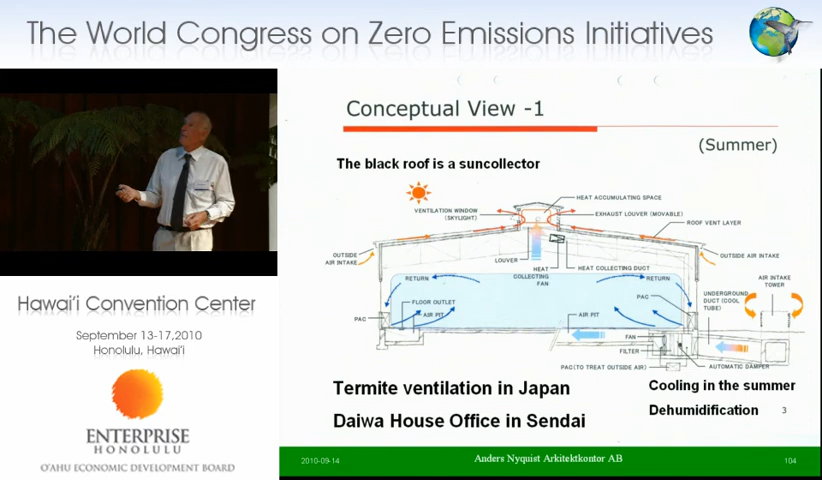 The World Congress on Zero Emissions Initiatives
Conceptual View -1
(Summer)
The black roof is a suncollector
HEAT ACCUMULATING SPACE
VENTILATION WINDOW
(SKYLIGHT)
EXHAUST LOUVER (MOVABLE)
ROOF VENT LAYER
OUTSIDE
AIR INTAKE
LOUVER
HEAT
COLLECTING
FAN
HEAT COLLECTING DUCT
OUTSIDE AIR INTAKE
RETURN
RETURN
AIR INTAKE
TOWER
UNDERGROUND
DUCT (COOL
TUBE)
PAC
FLOOR OUTLET
AIR PIT
PAC
AIR PIT
FAN
FILTER
PAC(TO TREAT OUTSIDE AIR)
AUTOMATIC DAMPER
Termite ventilation in Japan
Daiwa House Office in Sendai
Cooling in the summer
Dehumidification
3
2010-09-14
Anders Nyquist Arkitektkontor AB
104
Hawai'i Convention Center
September 13-17,2010
Honolulu, Hawai'i
ENTERPRISE
HONOLULU
O'AHU ECONOMIC DEVELOPMENT BOARD